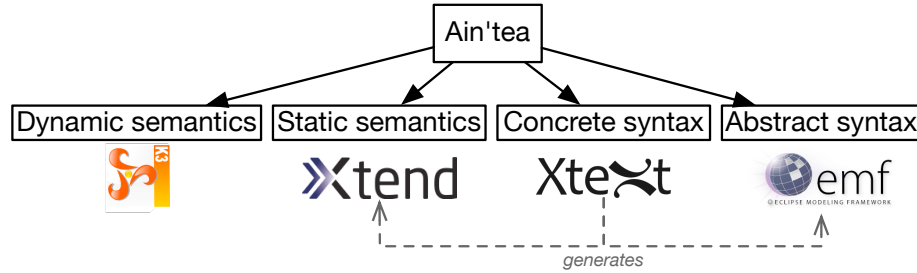 Ain'tea
Dynamic semantics
Static semantics
Concrete syntax
Abstract syntax
K3
Xtend
Xtext
emf
ECLIPSE MODELING FRAMEWORK
generates